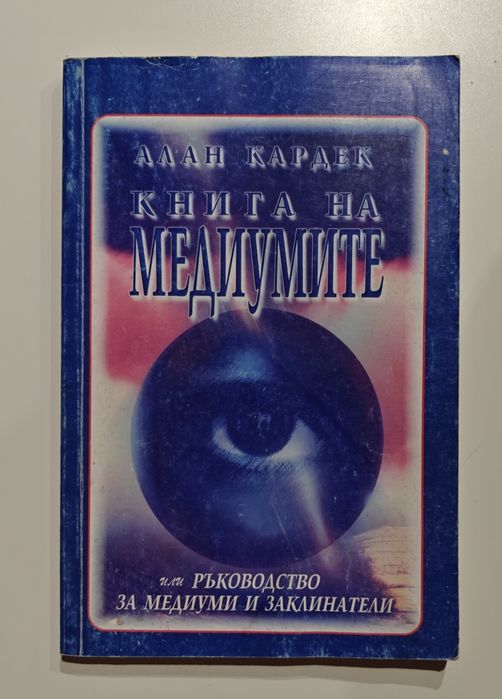 АЛАН КАРДЕК
КНИГА НА
МЕДИУМИТЕ
или РЪКОВОДСТВО
ЗА МЕДИУМИ И ЗАКЛИНАТЕЛИ